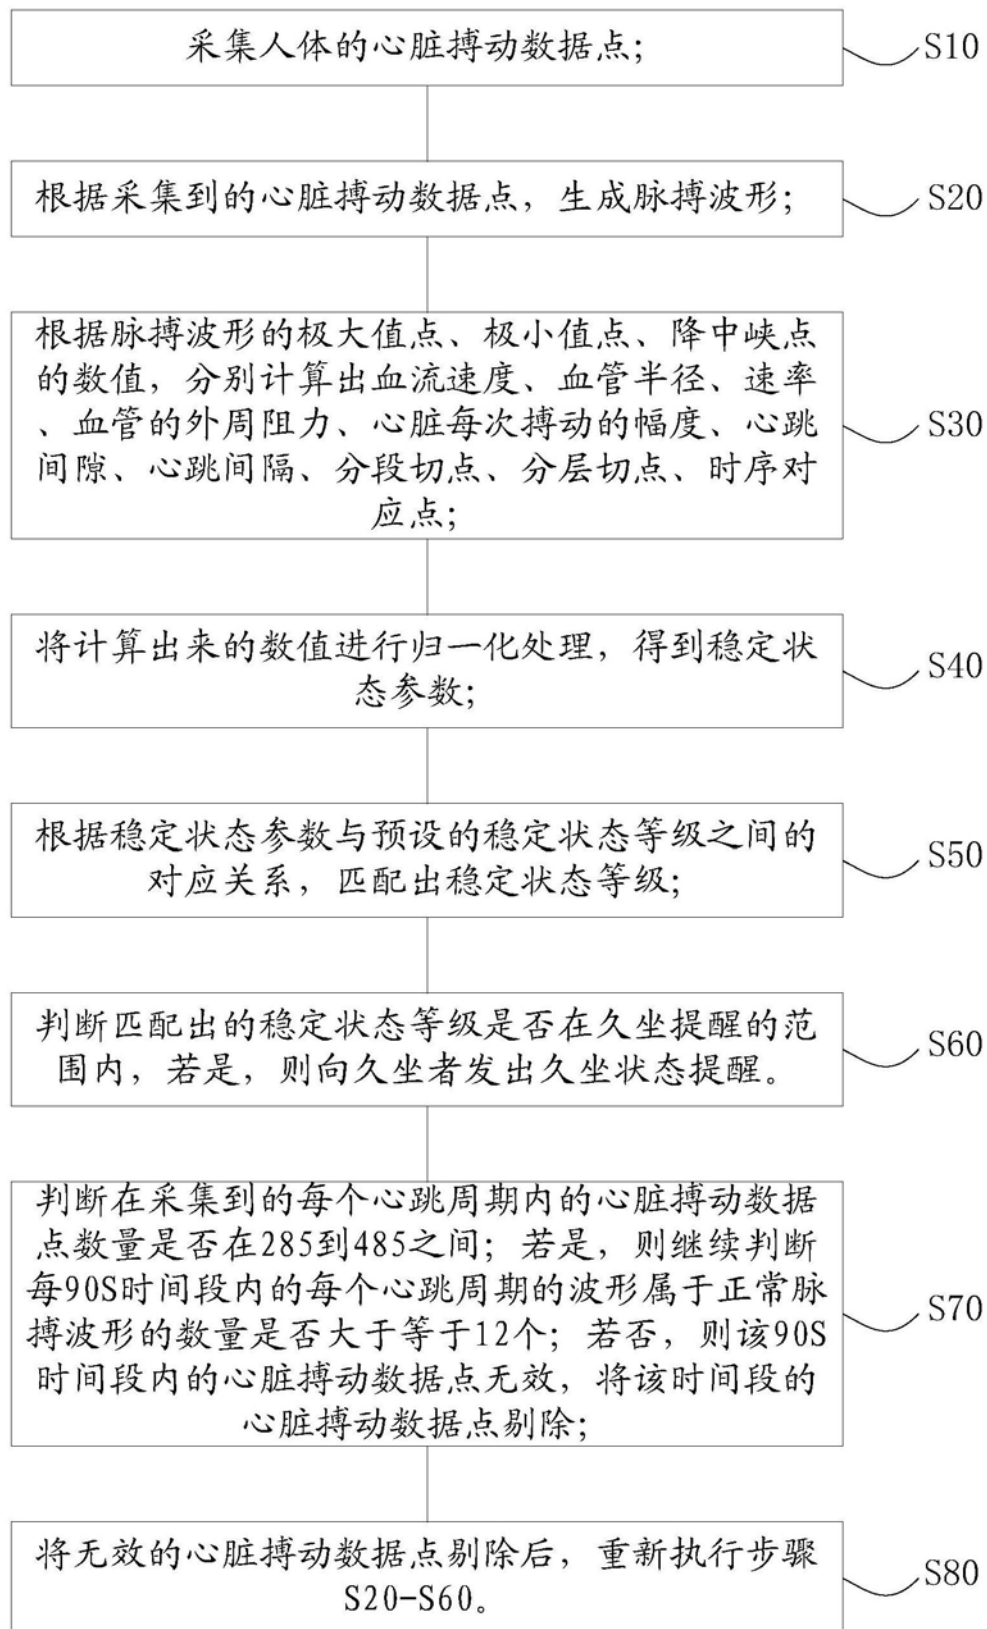 采集人体的心脏搏动数据点;
S10
根据采集到的心脏搏动数据点，生成脉搏波形;
S20
根据脉搏波形的极大值点、极小值点、降中峡点
的数值，分别计算出血流速度、血管半径、速率
、血管的外周阻力、心脏每次搏动的幅度、心跳
间隙、心跳间隔、分段切点、分层切点、时序对
应点;
S30
将计算出来的数值进行归一化处理，得到稳定状
态参数;
S40
根据稳定状态参数与预设的稳定状态等级之间的
对应关系，匹配出稳定状态等级;
S50
判断匹配出的稳定状态等级是否在久坐提醒的范
围内，若是，则向久坐者发出久坐状态提醒。
S60
判断在采集到的每个心跳周期内的心脏搏动数据
点数量是否在285到485之间；若是，则继续判断
每90S时间段内的每个心跳周期的波形属于正常脉
搏波形的数量是否大于等于12个；若否，则该90S
时间段内的心脏搏动数据点无效，将该时间段的
心脏搏动数据点剔除;
S70
将无效的心脏搏动数据点剔除后，重新执行步骤
S20-S60。
S80